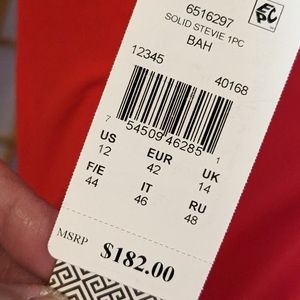 6516297
SOLID STEVIE 1PC
BAH
12345 40168
7 54509 46285 1
US EUR UK
12 42 14
F/E IT RU
44 46 48
MSRP $182.00